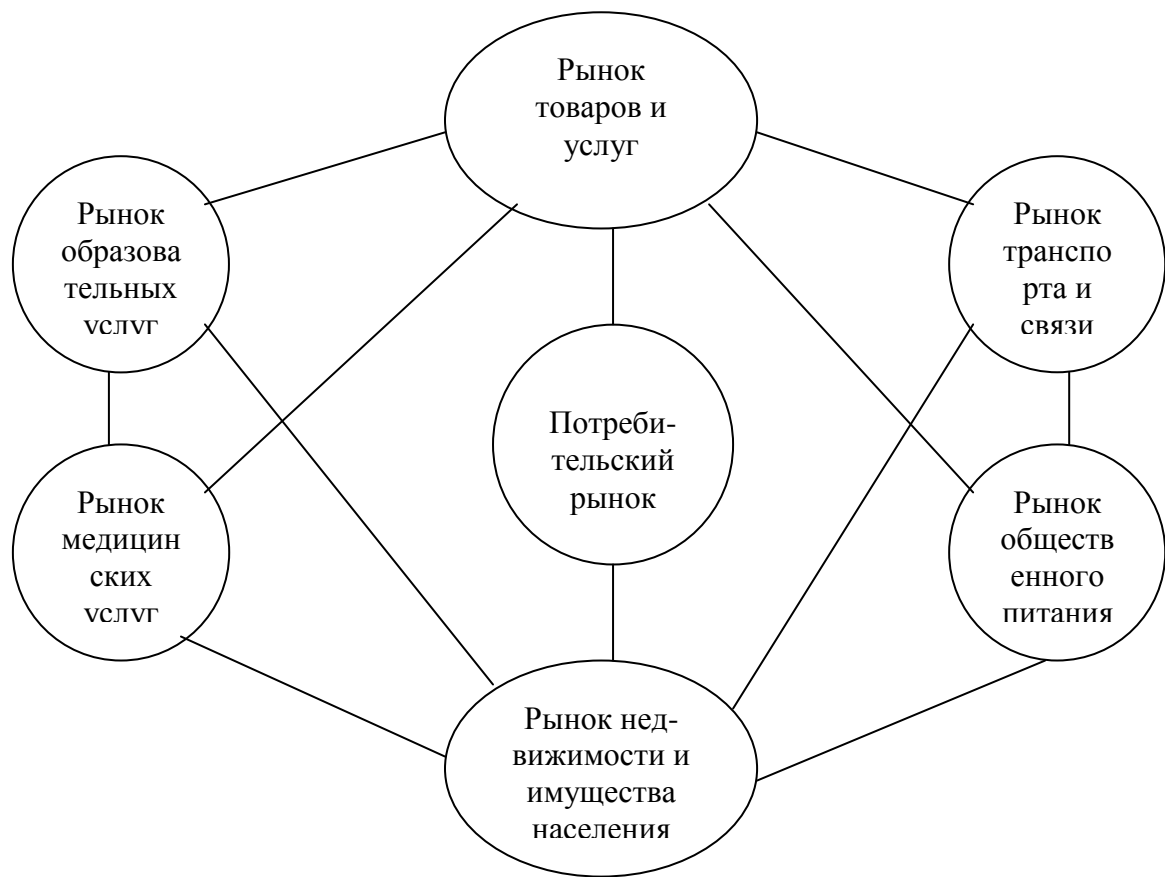 Рынок
товаров и
услуг
Рынок
образова
тельных
услуг
Рынок
транспо
рта и
связи
Потреби-
тельский
рынок
Рынок
медицин
ских
услуг
Рынок
обществ
енного
питания
Рынок нед-
вижимости и
имущества
населения